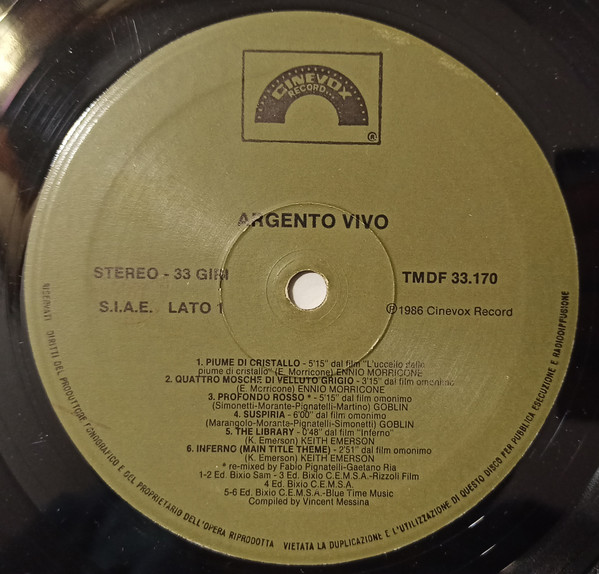 CINEVOX
RECORD...
®
ARGENTO VIVO
STEREO - 33 GIRI
TMDF 33.170
S.I.A.E. LATO 1
℗1986 Cinevox Record
1. PIUME DI CRISTALLO - 5'15" dal film "L'uccello dalle
piume di cristallo" (E. Morricone) ENNIO MORRICONE
2. QUATTRO MOSCHE DI VELLUTO GRIGIO - 3'15" dal film omonimo
(E. Morricone) ENNIO MORRICONE
3. PROFONDO ROSSO * - 5'15" dal film omonimo
(Simonetti-Morante-Pignatelli-Martino) GOBLIN
4. SUSPIRIA - 6'00" dal film omonimo
(Marangolo-Morante-Pignatelli-Simonetti) GOBLIN
5. THE LIBRARY - 0'48" dal film "Inferno"
(K. Emerson) KEITH EMERSON
6. INFERNO (MAIN TITLE THEME) - 2'51" dal film omonimo
(K. Emerson) KEITH EMERSON
* re-mixed by Fabio Pignatelli-Gaetano Ria
1-2 Ed. Bixio Sam - 3 Ed. Bixio C.E.M.S.A.-Rizzoli Film
4 Ed. Bixio C.E.M.S.A.
5-6 Ed. Bixio C.E.M.S.A.-Blue Time Music
Compiled by Vincent Messina
RISERVATI DIRITTI DEL PRODUTTORE FONOGRAFICO E DEL PROPRIETARIO DELL'OPERA RIPRODOTTA VIETATA LA DUPLICAZIONE E L'UTILIZZAZIONE DI QUESTO DISCO PER PUBBLICA ESECUZIONE E RADIODIFFUSIONE